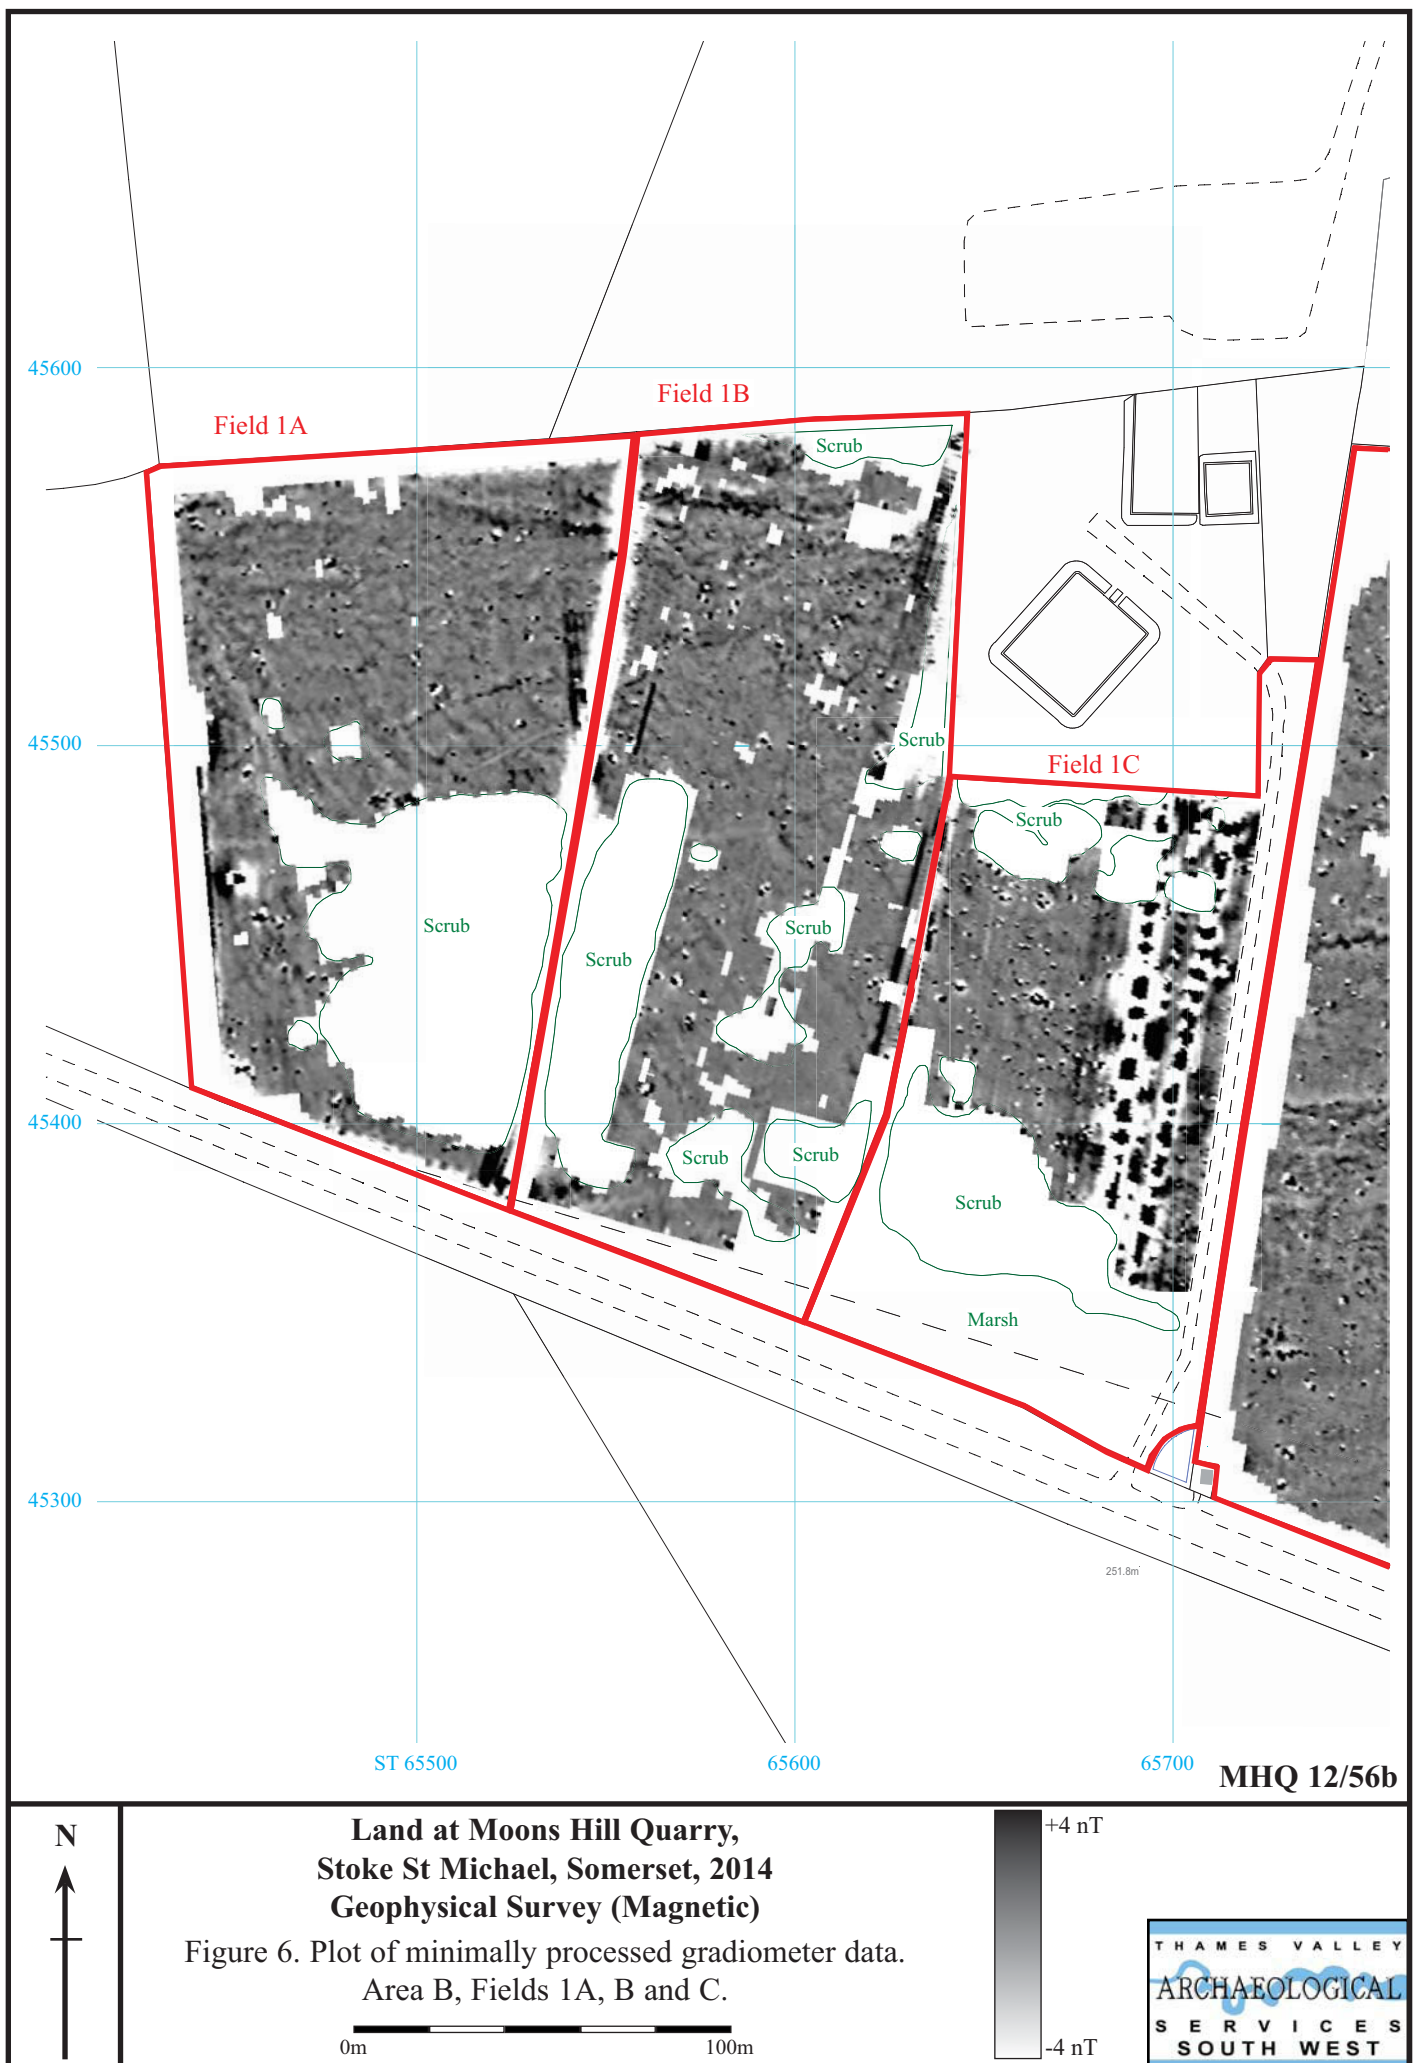 45600
Field 1B
Field 1A
Scrub
45500
Scrub
Field 1C
Scrub
Scrub
Scrub
Scrub
45400
Scrub
Scrub
Scrub
Marsh
45300
251.8m
ST 65500
65600
65700
MHQ 12/56b
N
Land at Moons Hill Quarry,
Stoke St Michael, Somerset, 2014
Geophysical Survey (Magnetic)
Figure 6. Plot of minimally processed gradiometer data.
Area B, Fields 1A, B and C.
0m
100m
+4 nT
-4 nT
THAMES VALLEY
ARCHAEOLOGICAL
SERVICES
SOUTH WEST